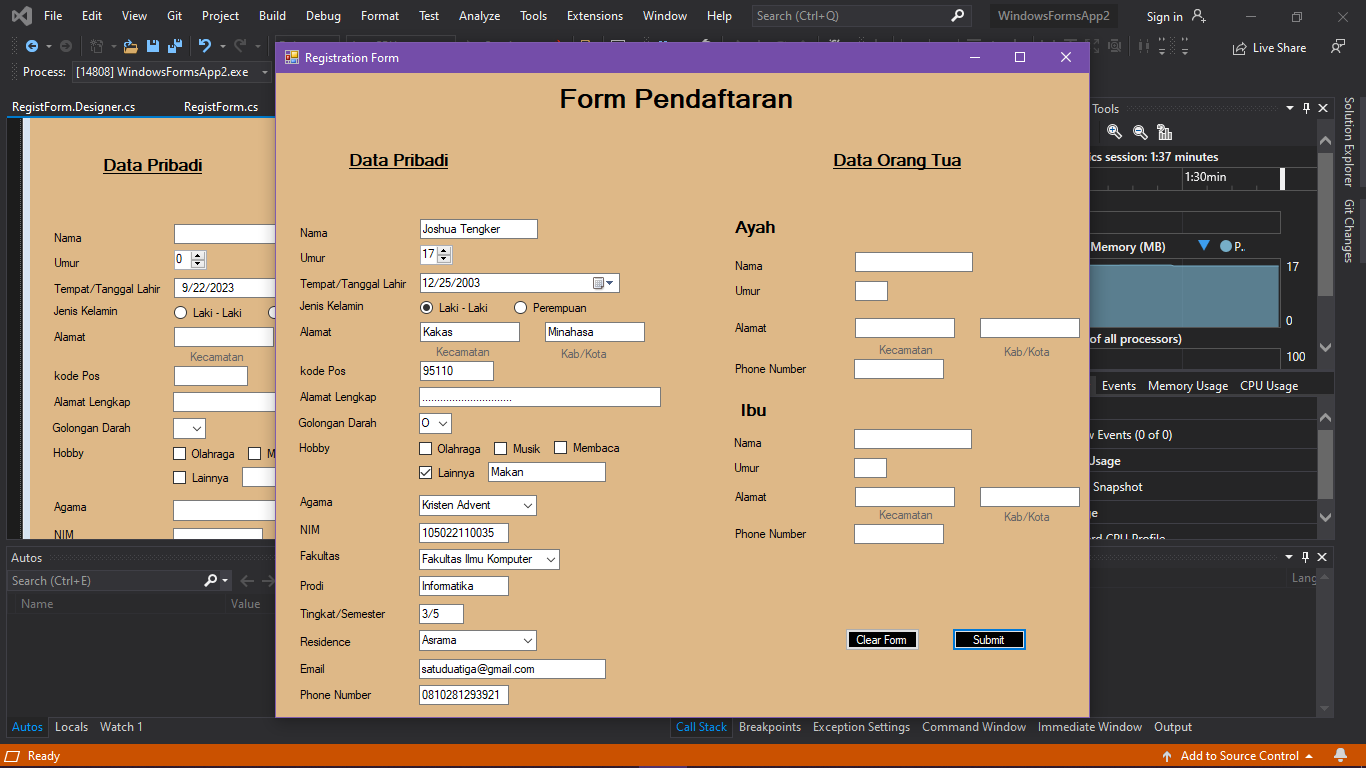 File Edit View Git Project Build Debug Format Test Analyze Tools Extensions Window Help Search (Ctrl+Q) WindowsFormsApp2 Sign in
Live Share
Process: [14808] WindowsFormsApp2.exe
RegistForm.Designer.cs RegistForm.cs
Data Pribadi
Nama
Umur 0
Tempat/Tanggal Lahir 9/22/2023
Jenis Kelamin Laki - Laki
Alamat
Kecamatan
kode Pos
Alamat Lengkap
Golongan Darah
Hobby Olahraga M
Lainnya
Agama
NIM
Registration Form
Form Pendaftaran
Data Pribadi
Nama Joshua Tengker
Umur 17
Tempat/Tanggal Lahir 12/25/2003
Jenis Kelamin Laki - Laki Perempuan
Alamat Kakas Minahasa
Kecamatan Kab/Kota
kode Pos 95110
Alamat Lengkap ..............................
Golongan Darah O
Hobby Olahraga Musik Membaca
Lainnya Makan
Agama Kristen Advent
NIM 105022110035
Fakultas Fakultas Ilmu Komputer
Prodi Informatika
Tingkat/Semester 3/5
Residence Asrama
Email satuduatiga@gmail.com
Phone Number 0810281293921
Data Orang Tua
Ayah
Nama
Umur
Alamat
Kecamatan Kab/Kota
Phone Number
Ibu
Nama
Umur
Alamat
Kecamatan Kab/Kota
Phone Number
Clear Form Submit
Tools
cs session: 1:37 minutes
1:30min
Memory (MB) P..
17
0
of all processors)
100
Events Memory Usage CPU Usage
w Events (0 of 0)
Usage
Snapshot
ge
rd CPU Profile
Solution Explorer
Git Changes
Autos
Search (Ctrl+E)
Name Value
Lang
Autos Locals Watch 1
Call Stack Breakpoints Exception Settings Command Window Immediate Window Output
Ready
Add to Source Control